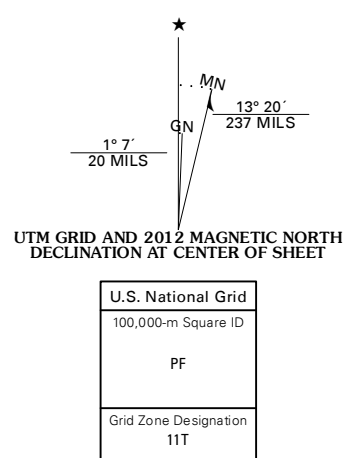 ★
MN
13° 20´
237 MILS
GN
1° 7´
20 MILS
UTM GRID AND 2012 MAGNETIC NORTH
DECLINATION AT CENTER OF SHEET
U.S. National Grid
100,000-m Square ID
PF
Grid Zone Designation
11T